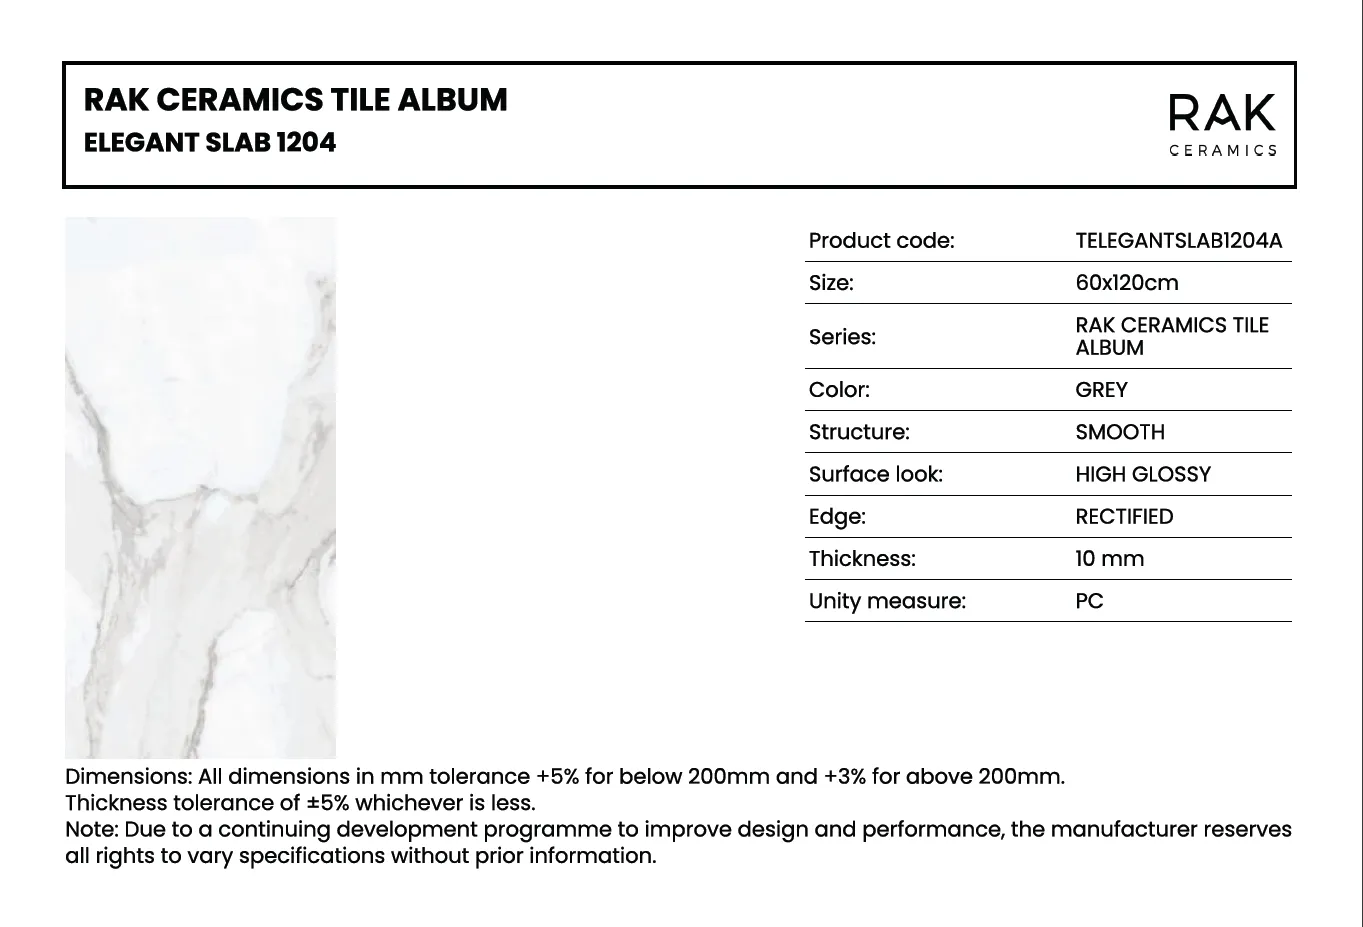 RAK CERAMICS TILE ALBUM
ELEGANT SLAB 1204
RAK
CERAMICS
Product code: TELEGANTSLAB1204A
Size: 60x120cm
Series: RAK CERAMICS TILE
ALBUM
Color: GREY
Structure: SMOOTH
Surface look: HIGH GLOSSY
Edge: RECTIFIED
Thickness: 10 mm
Unity measure: PC
Dimensions: All dimensions in mm tolerance +5% for below 200mm and +3% for above 200mm.
Thickness tolerance of ±5% whichever is less.
Note: Due to a continuing development programme to improve design and performance, the manufacturer reserves
all rights to vary specifications without prior information.